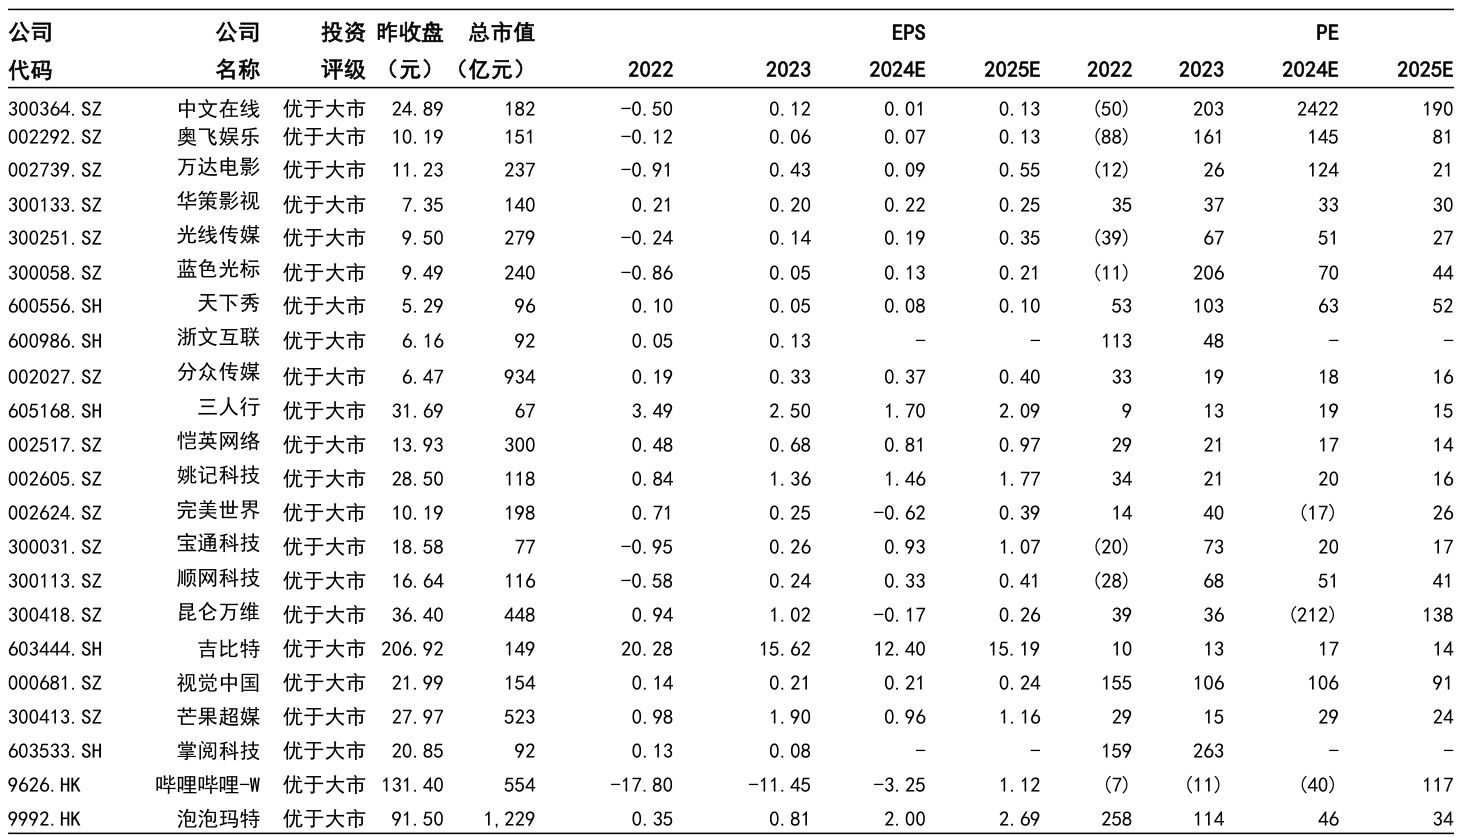 公司 公司 投资 昨收盘 总市值 EPS PE
代码 名称 评级 （元） （亿元） 2022 2023 2024E 2025E 2022 2023 2024E 2025E
300364.SZ 中文在线 优于大市 24.89 182 -0.50 0.12 0.01 0.13 (50) 203 2422 190
002292.SZ 奥飞娱乐 优于大市 10.19 151 -0.12 0.06 0.07 0.13 (88) 161 145 81
002739.SZ 万达电影 优于大市 11.23 237 -0.91 0.43 0.09 0.55 (12) 26 124 21
300133.SZ 华策影视 优于大市 7.35 140 0.21 0.20 0.22 0.25 35 37 33 30
300251.SZ 光线传媒 优于大市 9.50 279 -0.24 0.14 0.19 0.35 (39) 67 51 27
300058.SZ 蓝色光标 优于大市 9.49 240 -0.86 0.05 0.13 0.21 (11) 206 70 44
600556.SH 天下秀 优于大市 5.29 96 0.10 0.05 0.08 0.10 53 103 63 52
600986.SH 浙文互联 优于大市 6.16 92 0.05 0.13 - - 113 48 - -
002027.SZ 分众传媒 优于大市 6.47 934 0.19 0.33 0.37 0.40 33 19 18 16
605168.SH 三人行 优于大市 31.69 67 3.49 2.50 1.70 2.09 9 13 19 15
002517.SZ 恺英网络 优于大市 13.93 300 0.48 0.68 0.81 0.97 29 21 17 14
002605.SZ 姚记科技 优于大市 28.50 118 0.84 1.36 1.46 1.77 34 21 20 16
002624.SZ 完美世界 优于大市 10.19 198 0.71 0.25 -0.62 0.39 14 40 (17) 26
300031.SZ 宝通科技 优于大市 18.58 77 -0.95 0.26 0.93 1.07 (20) 73 20 17
300113.SZ 顺网科技 优于大市 16.64 116 -0.58 0.24 0.33 0.41 (28) 68 51 41
300418.SZ 昆仑万维 优于大市 36.40 448 0.94 1.02 -0.17 0.26 39 36 (212) 138
603444.SH 吉比特 优于大市 206.92 149 20.28 15.62 12.40 15.19 10 13 17 14
000681.SZ 视觉中国 优于大市 21.99 154 0.14 0.21 0.21 0.24 155 106 106 91
300413.SZ 芒果超媒 优于大市 27.97 523 0.98 1.90 0.96 1.16 29 15 29 24
603533.SH 掌阅科技 优于大市 20.85 92 0.13 0.08 - - 159 263 - -
9626.HK 哔哩哔哩-W 优于大市 131.40 554 -17.80 -11.45 -3.25 1.12 (7) (11) (40) 117
9992.HK 泡泡玛特 优于大市 91.50 1,229 0.35 0.81 2.00 2.69 258 114 46 34